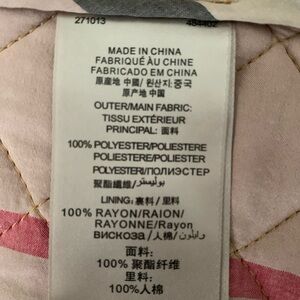 271013 484402
MADE IN CHINA
FABRIQUÉ AU CHINE
FABRICADO EM CHINA
原産地 中國/ 원산지: 중국
原产地 中国
OUTER/MAIN FABRIC:
TISSU EXTÉRIEUR
PRINCIPAL: 面料
100% POLYESTER/POLIESTERE
POLIESTERE/POLIESTER
POLYESTER/ПОЛИЭСТЕР
聚酯纖維/بوليستر
LINING: 裏料/ 里料
100% RAYON/RAION/
RAYONNE/Rayon
ВИСКОЗА/人棉/رايلون
面料:
100% 聚酯纤维
里料:
100%人棉